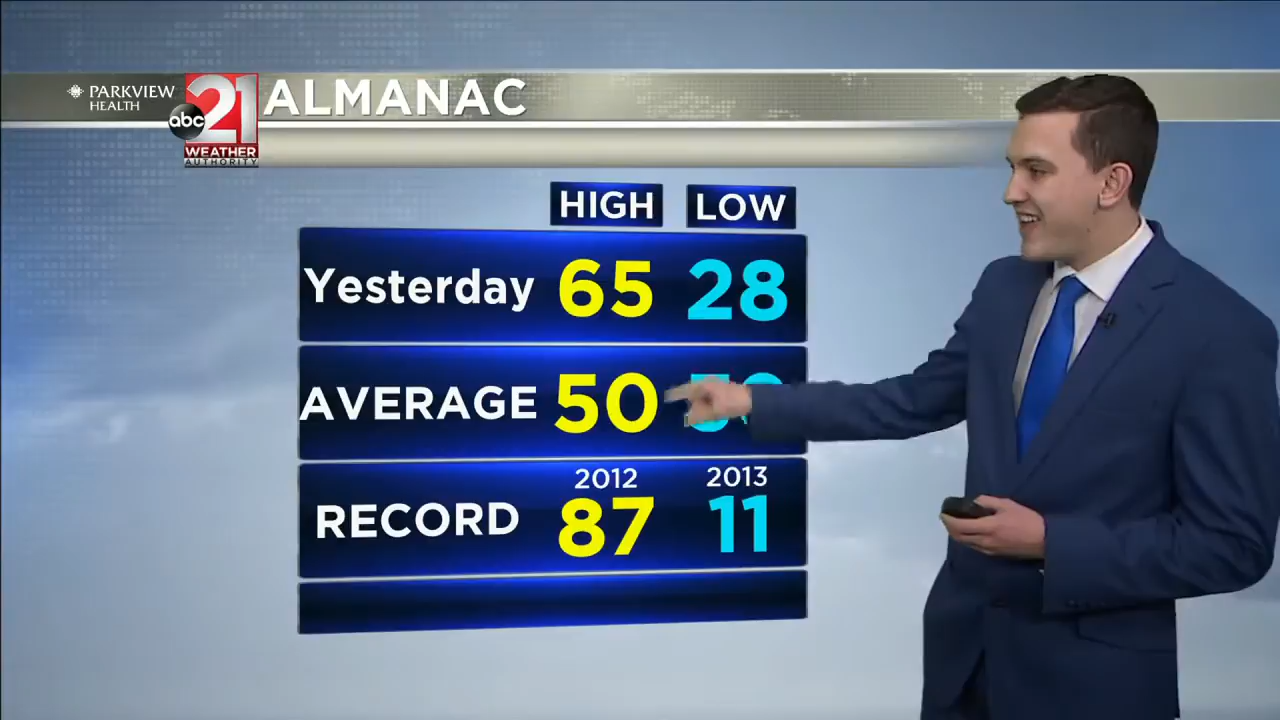 PARKVIEW
HEALTH
abc
21
WEATHER
AUTHORITY
ALMANAC
HIGH LOW
Yesterday 65 28
AVERAGE 50
2012 2013
RECORD 87 11